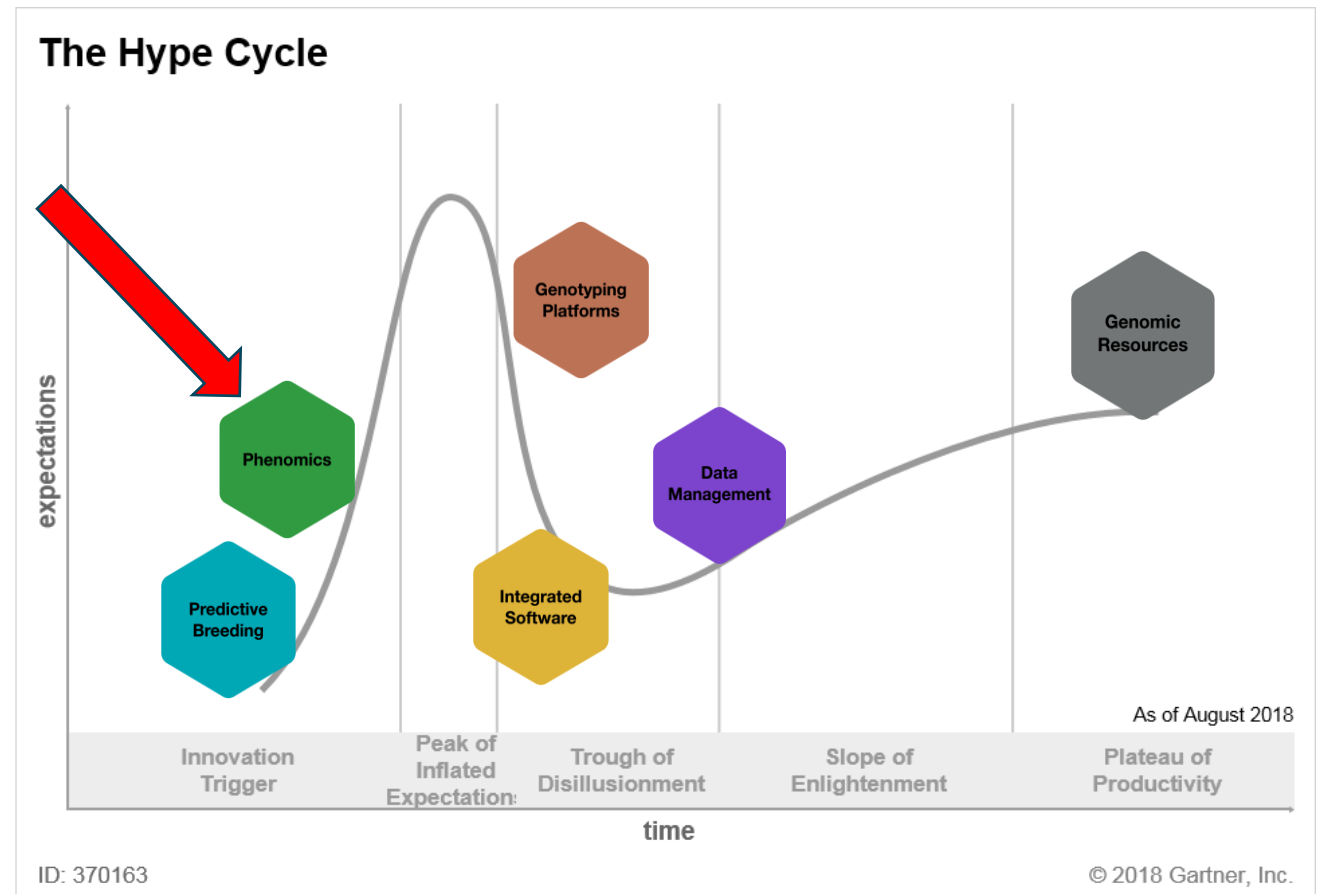 The Hype Cycle
expectations
Genotyping
Platforms
Genomic
Resources
Phenomics
Data
Management
Predictive
Breeding
Integrated
Software
As of August 2018
Innovation
Trigger
Peak of
Inflated
Expectations
Trough of
Disillusionment
Slope of
Enlightenment
Plateau of
Productivity
time
ID: 370163
© 2018 Gartner, Inc.